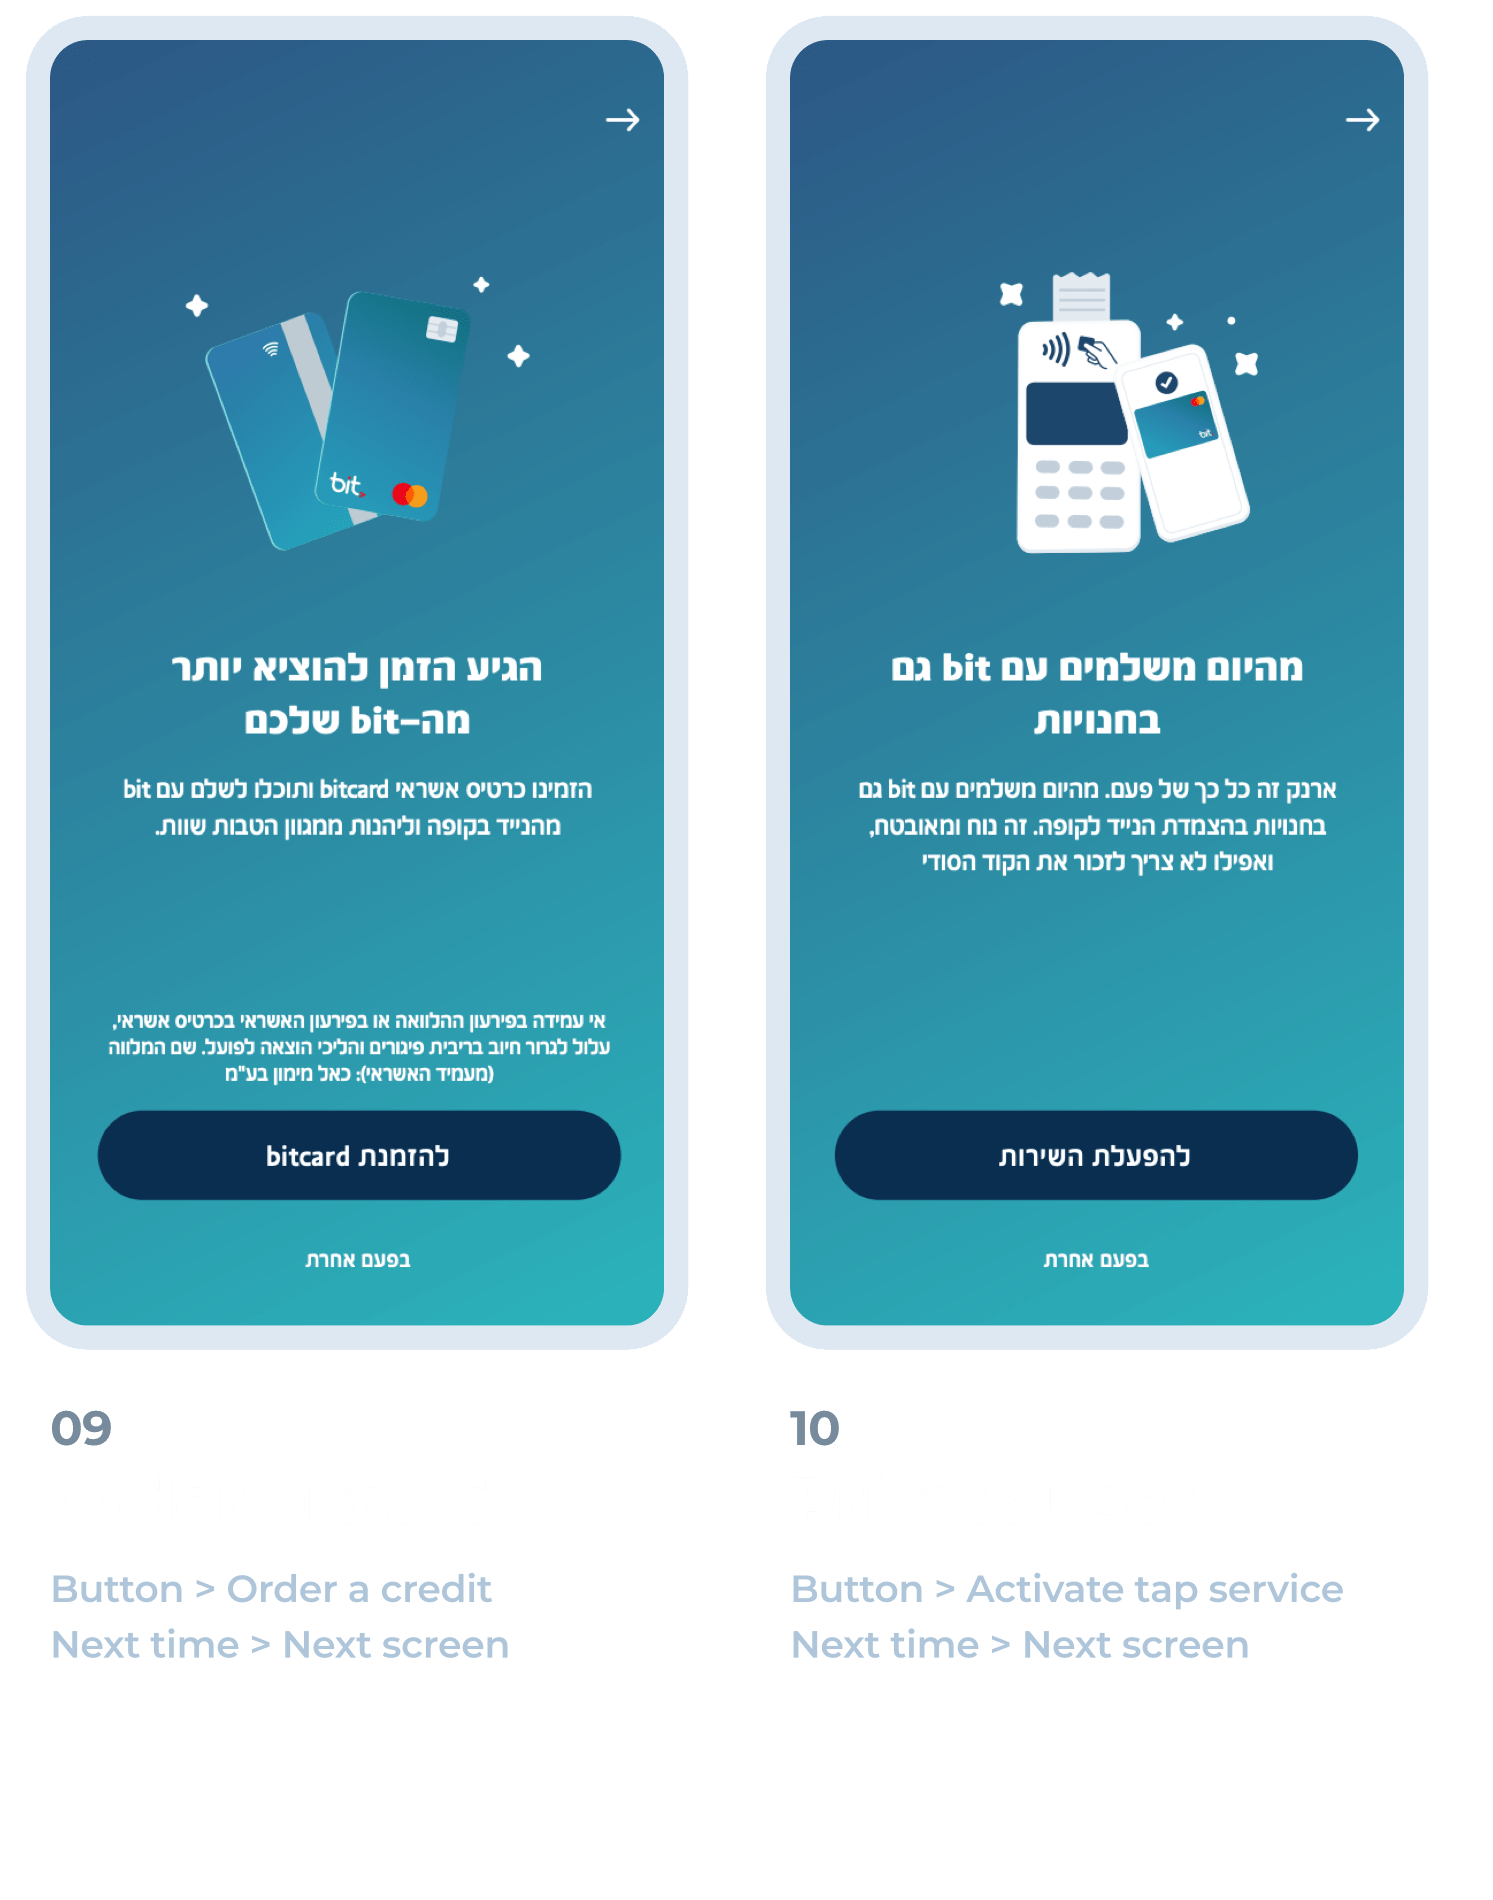 bit
הגיע הזמן להוציא יותר
מה-bit שלכם
הזמינו כרטיס אשראי bitcard ותוכלו לשלם עם bit
מהנייד בקופה וליהנות ממגוון הטבות שוות.
אי עמידה בפירעון ההלוואה או בפירעון האשראי בכרטיס אשראי,
עלול לגרור חיוב בריבית פיגורים והליכי הוצאה לפועל. שם המלווה
(מעמיד האשראי): כאל מימון בע"מ
להזמנת bitcard
בפעם אחרת
09
Button > Order a credit
Next time > Next screen
bit
מהיום משלמים עם bit גם
בחנויות
ארנק זה כל כך של פעם. מהיום משלמים עם bit גם
בחנויות בהצמדת הנייד לקופה. זה נוח ומאובטח,
ואפילו לא צריך לזכור את הקוד הסודי
להפעלת השירות
בפעם אחרת
10
Button > Activate tap service
Next time > Next screen